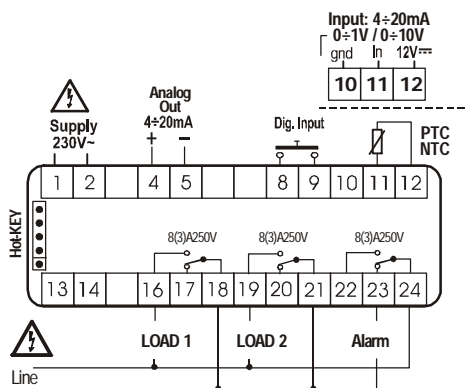 Input: 4÷20mA
0÷1V / 0÷10V
gnd In 12V⎓
10 11 12
Analog
Out
4÷20mA
+ −
Supply
230V~
Dig. Input
PTC
NTC
1 2 4 5 8 9 10 11 12
Hot-KEY
8(3)A250V 8(3)A250V 8(3)A250V
13 14 16 17 18 19 20 21 22 23 24
LOAD 1 LOAD 2 Alarm
Line